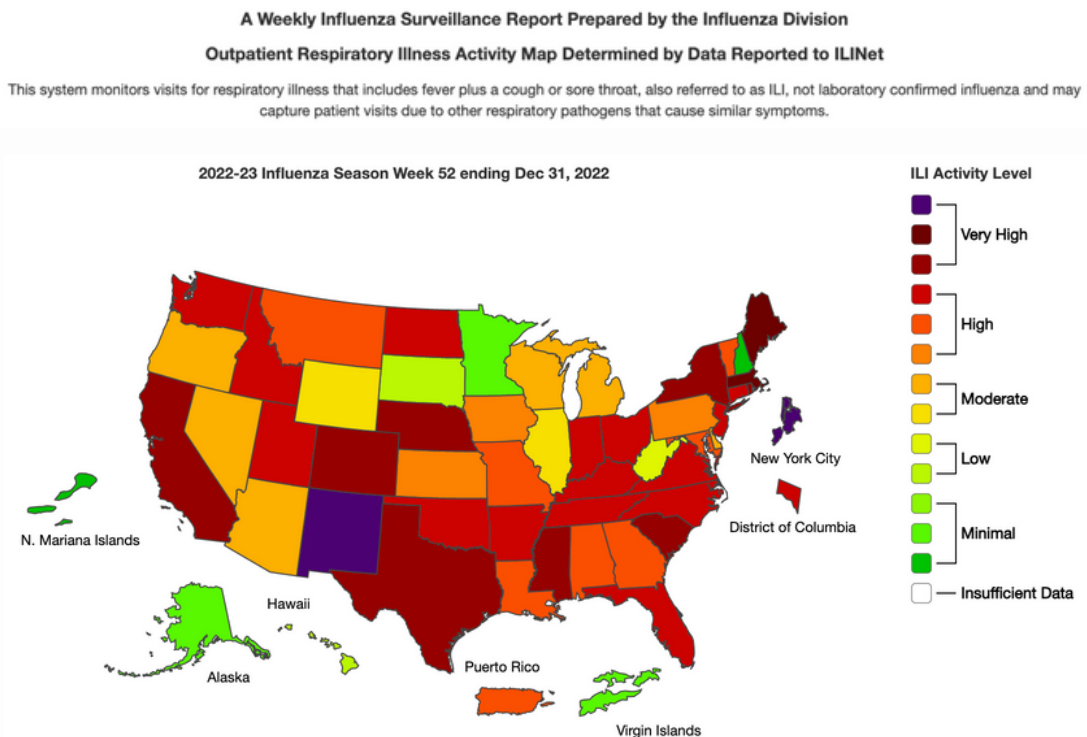 A Weekly Influenza Surveillance Report Prepared by the Influenza Division
Outpatient Respiratory Illness Activity Map Determined by Data Reported to ILINet
This system monitors visits for respiratory illness that includes fever plus a cough or sore throat, also referred to as ILI, not laboratory confirmed influenza and may
capture patient visits due to other respiratory pathogens that cause similar symptoms.
2022-23 Influenza Season Week 52 ending Dec 31, 2022
ILI Activity Level
Very High
High
Moderate
Low
Minimal
Insufficient Data
New York City
District of Columbia
N. Mariana Islands
Hawaii
Alaska
Puerto Rico
Virgin Islands